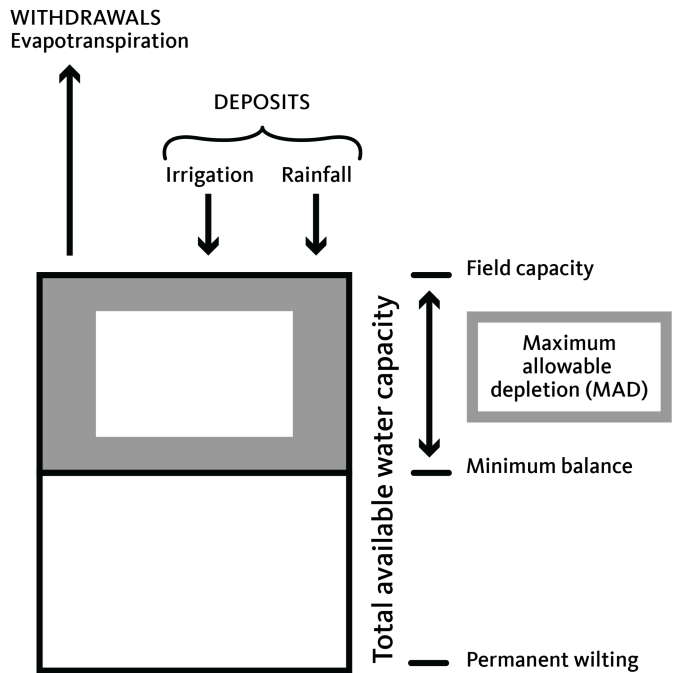 WITHDRAWALS
Evapotranspiration
DEPOSITS
Irrigation Rainfall
Field capacity
Total available water capacity
Maximum
allowable
depletion (MAD)
Minimum balance
Permanent wilting